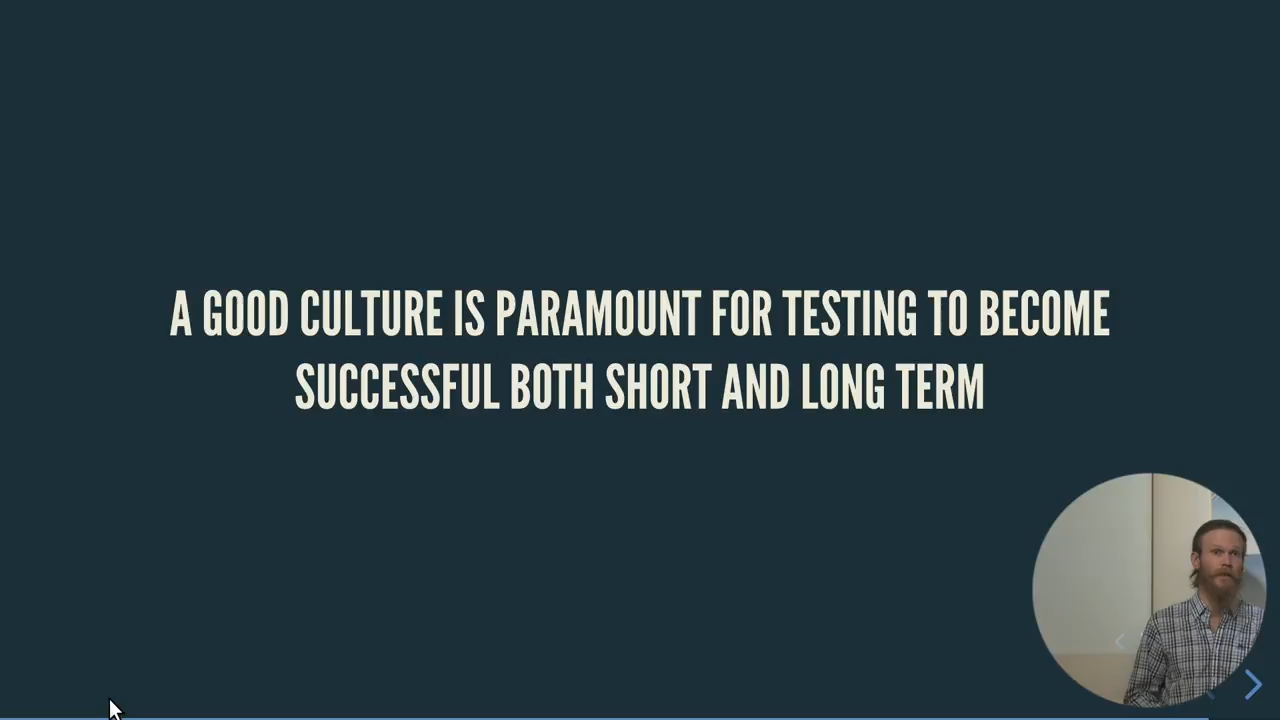 A GOOD CULTURE IS PARAMOUNT FOR TESTING TO BECOME
SUCCESSFUL BOTH SHORT AND LONG TERM